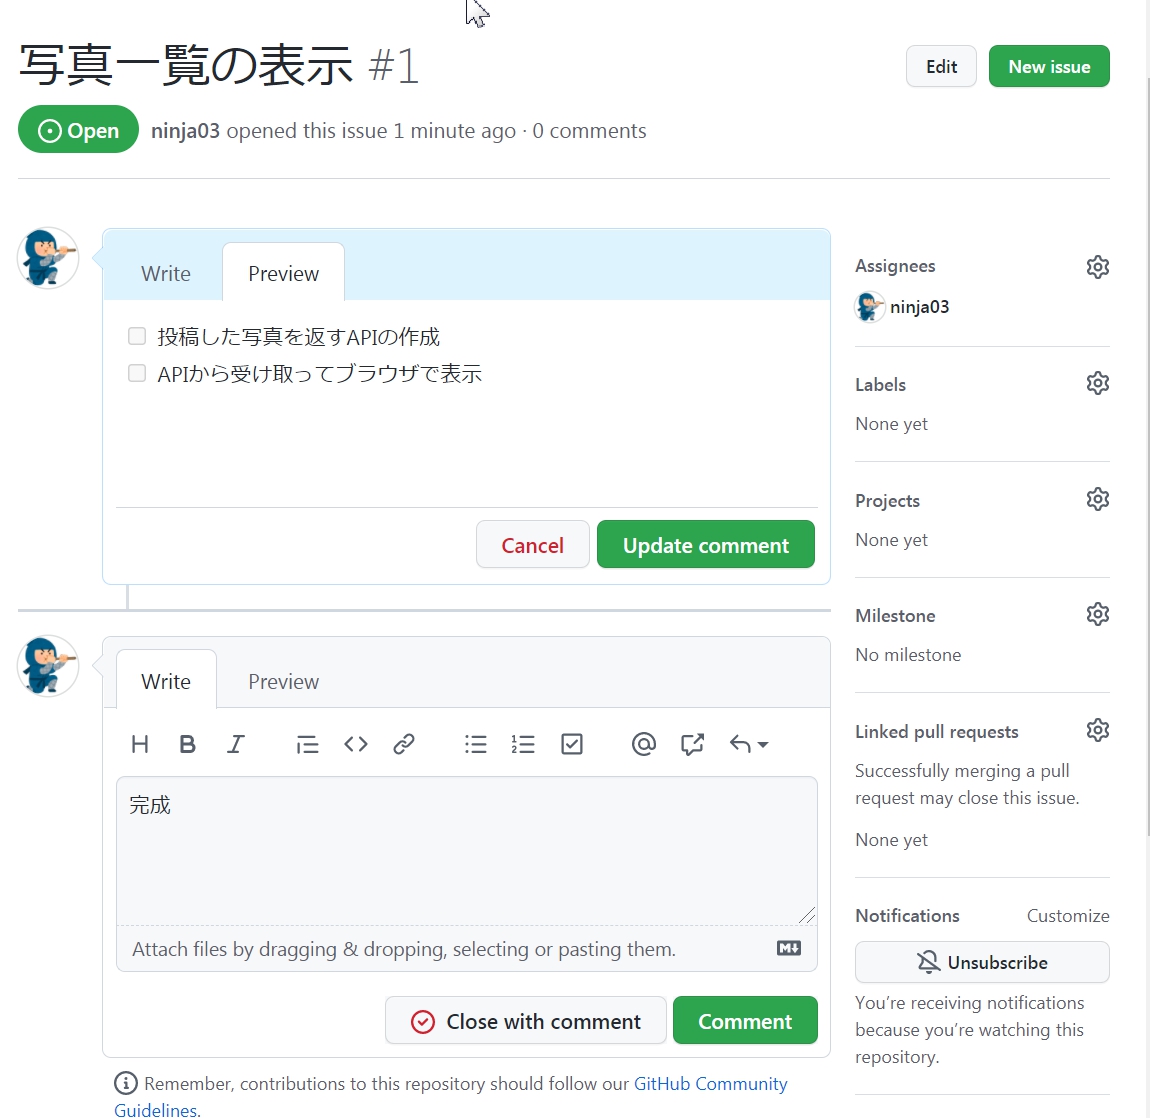 写真一覧の表示 #1
Edit
New issue
Open
ninja03 opened this issue 1 minute ago · 0 comments
Write
Preview
投稿した写真を返すAPIの作成
APIから受け取ってブラウザで表示
Cancel
Update comment
Assignees
ninja03
Labels
None yet
Projects
None yet
Milestone
No milestone
Linked pull requests
Successfully merging a pull
request may close this issue.
None yet
Notifications
Customize
Unsubscribe
You're receiving notifications
because you're watching this
repository.
Write
Preview
完成
Attach files by dragging & dropping, selecting or pasting them.
Close with comment
Comment
Remember, contributions to this repository should follow our GitHub Community
Guidelines.